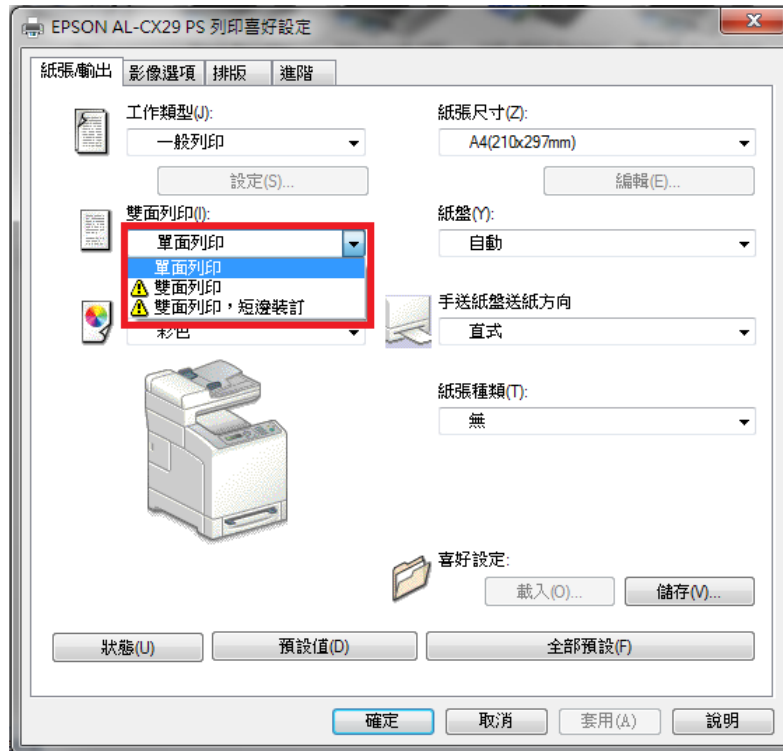 EPSON AL-CX29 PS 列印喜好設定
紙張/輸出 影像選項 排版 進階
工作類型(J):
一般列印
設定(S)...
紙張尺寸(Z):
A4(210x297mm)
編輯(E)...
雙面列印(I):
單面列印
單面列印
雙面列印
雙面列印，短邊裝訂
彩色
紙盤(Y):
自動
手送紙盤送紙方向
直式
紙張種類(T):
無
喜好設定:
載入(O)... 儲存(V)...
狀態(U) 預設值(D) 全部預設(F)
確定 取消 套用(A) 說明